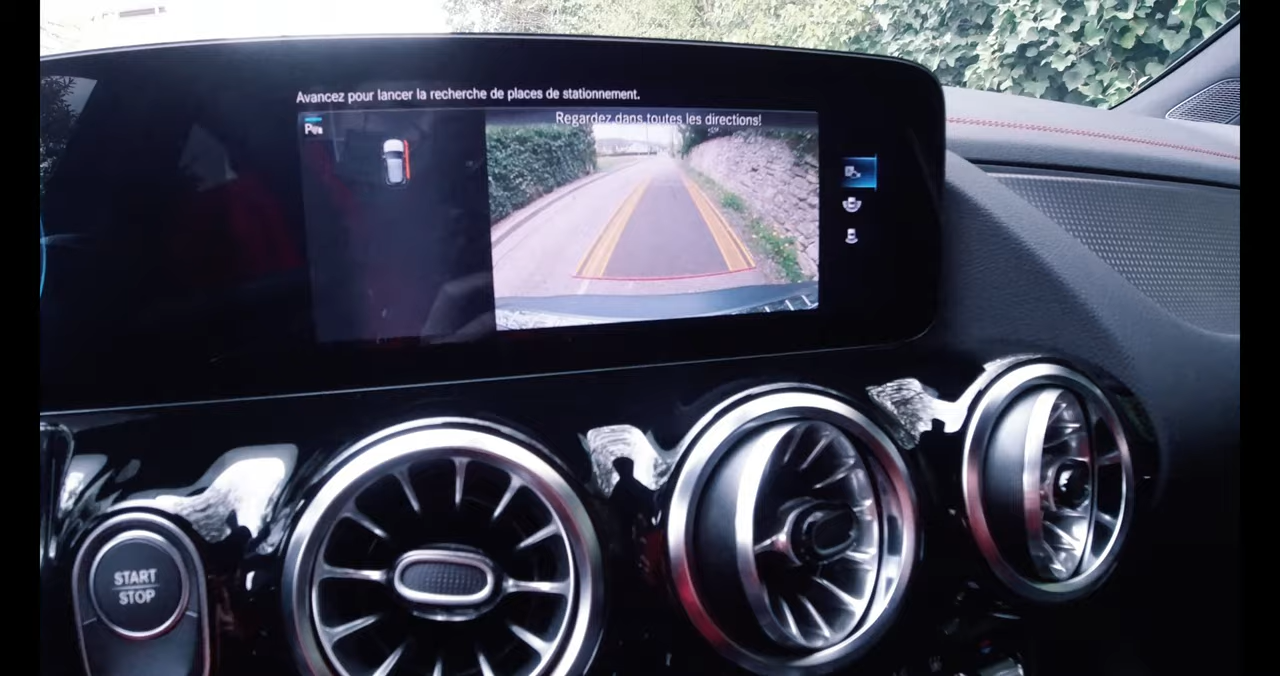 Avancez pour lancer la recherche de places de stationnement.
Regardez dans toutes les directions!
P
START
STOP